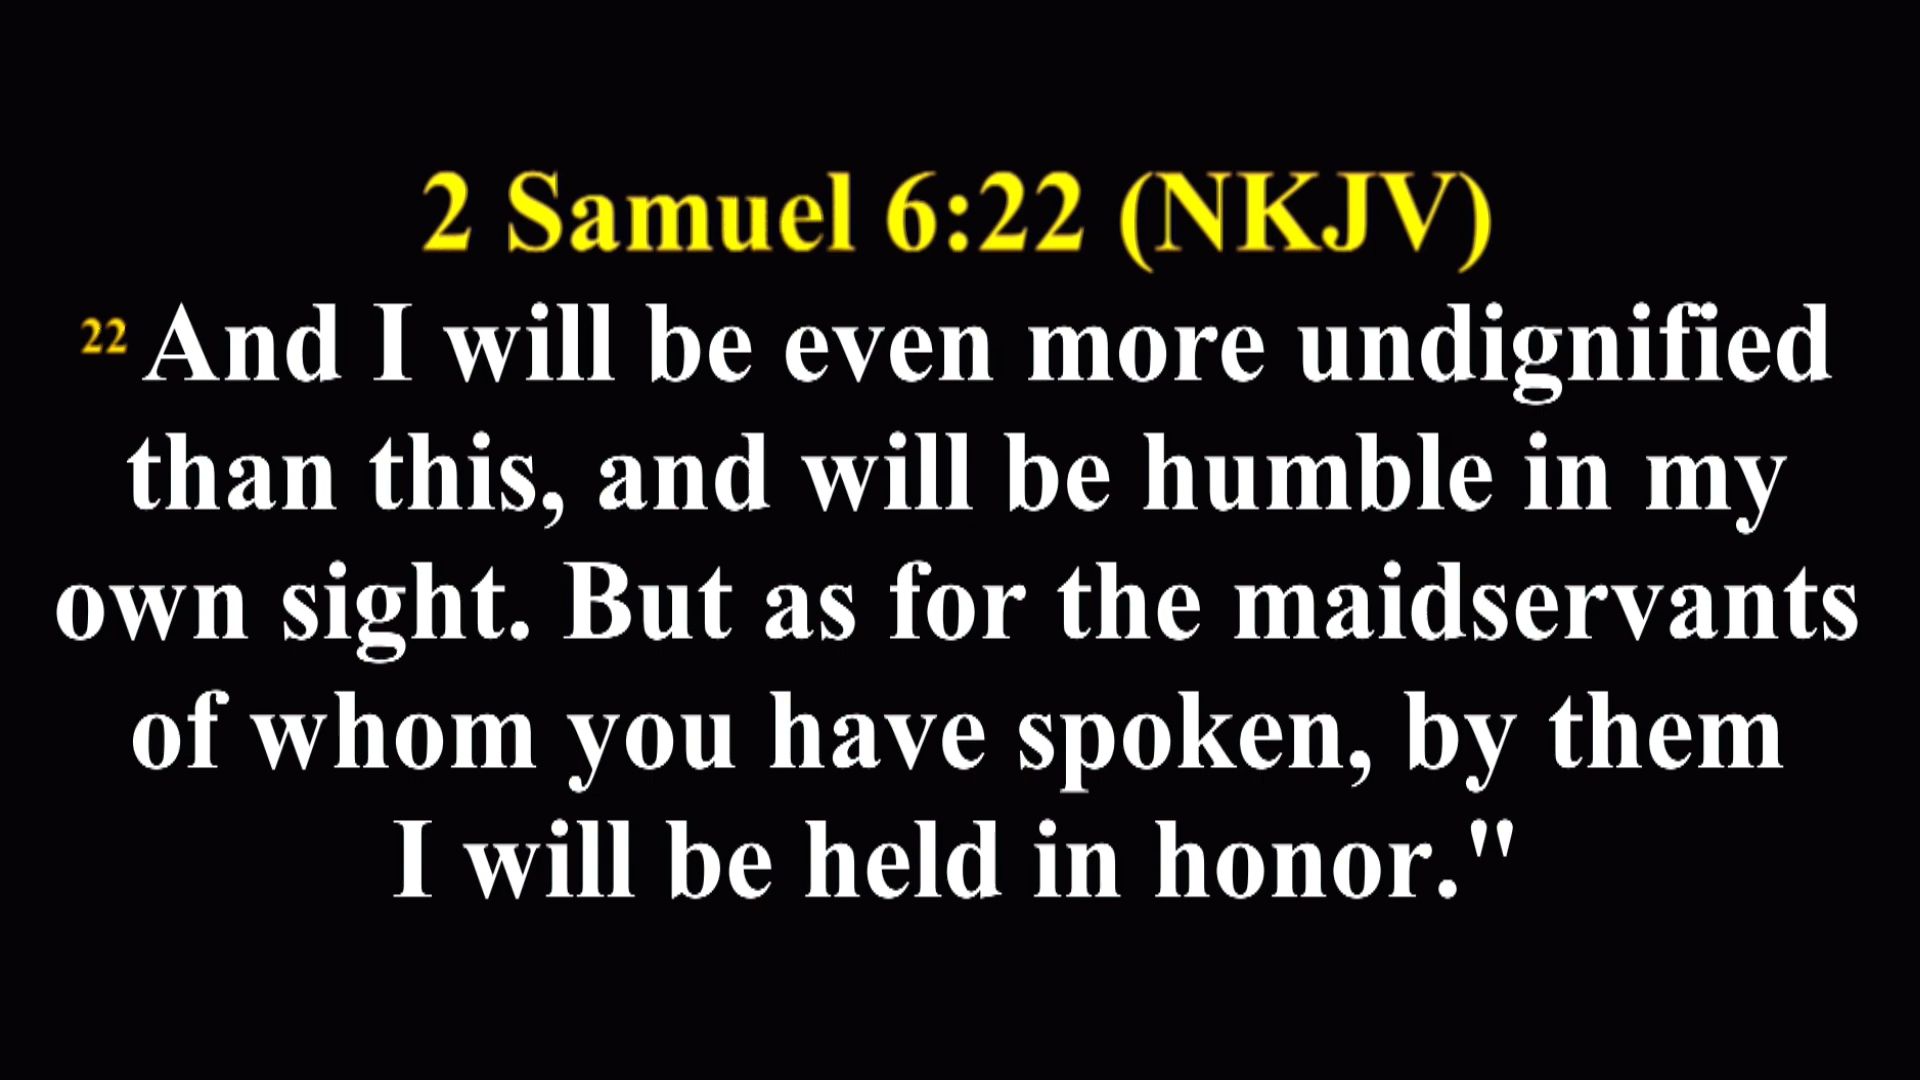 2 Samuel 6:22 (NKJV)
22 And I will be even more undignified
than this, and will be humble in my
own sight. But as for the maidservants
of whom you have spoken, by them
I will be held in honor."